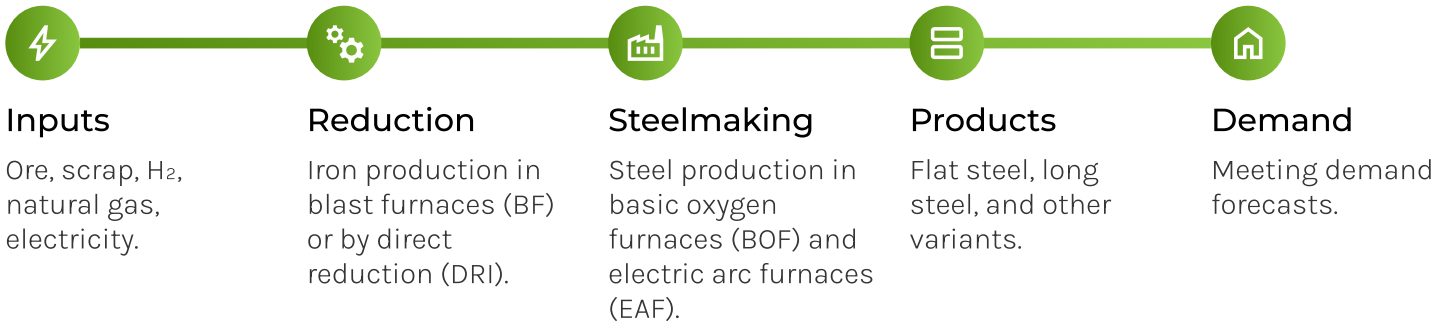 Inputs
Ore, scrap, H₂,
natural gas,
electricity.
Reduction
Iron production in
blast furnaces (BF)
or by direct
reduction (DRI).
Steelmaking
Steel production in
basic oxygen
furnaces (BOF) and
electric arc furnaces
(EAF).
Products
Flat steel, long
steel, and other
variants.
Demand
Meeting demand
forecasts.